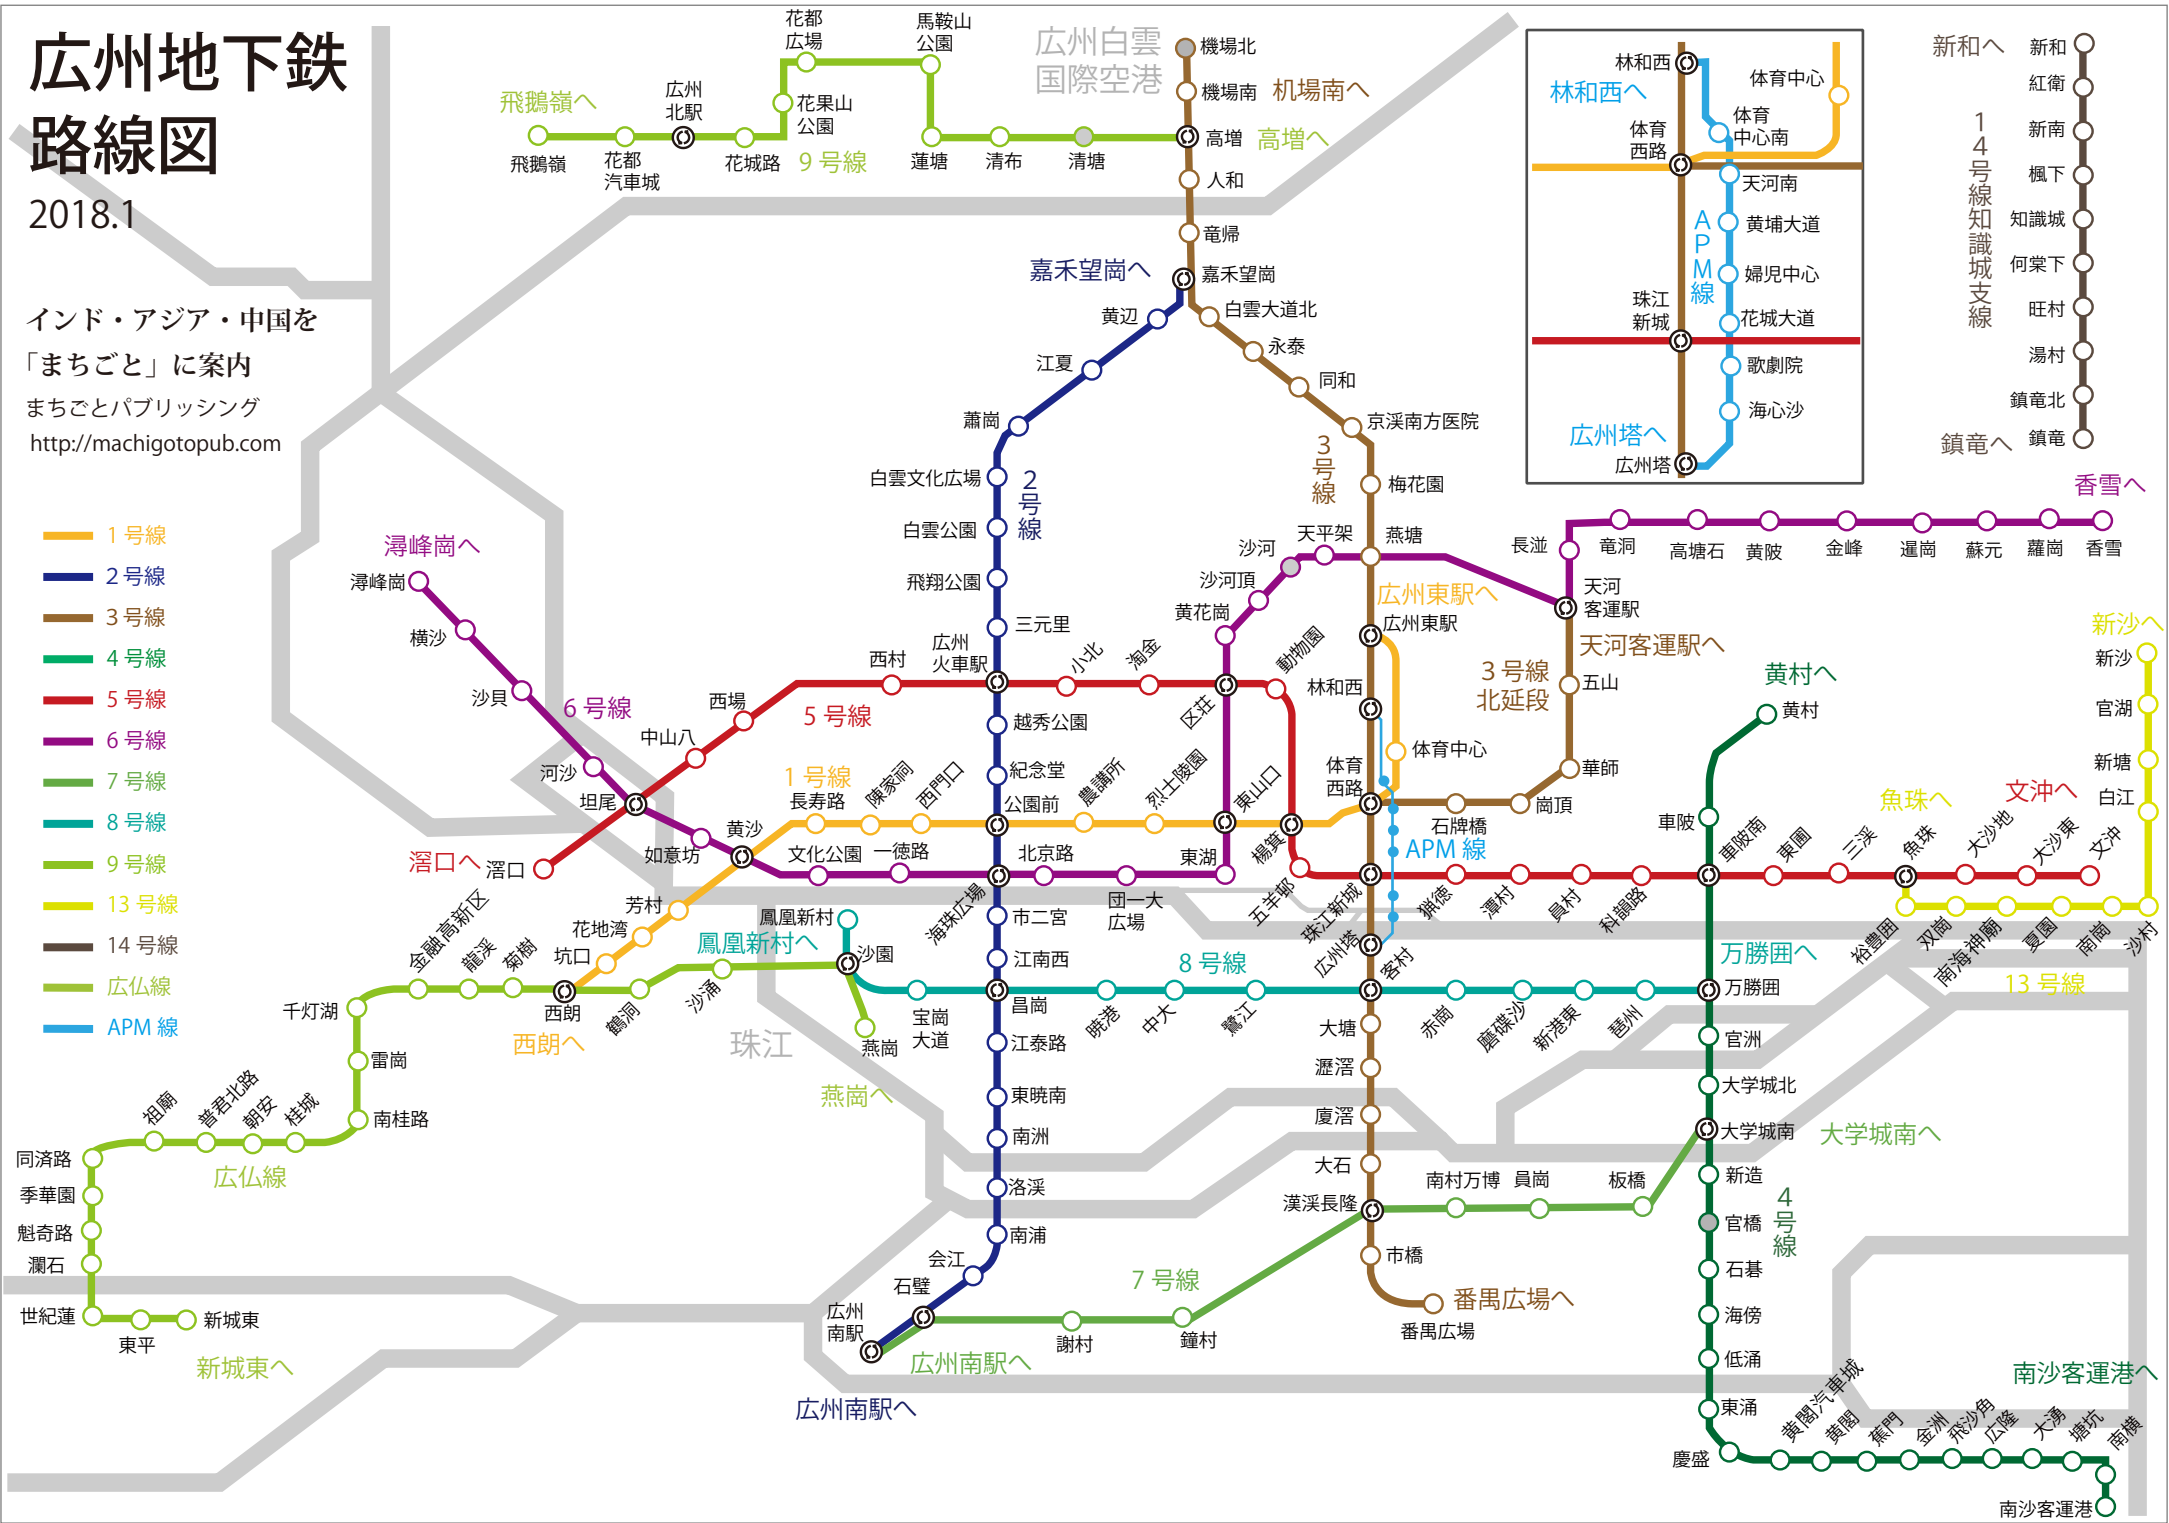 広州地下鉄
路線図
2018.1
インド・アジア・中国を
「まちごと」に案内
まちごとパブリッシング
http://machigotopub.com
1 号線
2 号線
3 号線
4 号線
5 号線
6 号線
7 号線
8 号線
9 号線
13 号線
14 号線
広仏線
APM 線
飛鵝嶺へ
飛鵝嶺
花都
汽車城
広州
北駅
花城路
9 号線
花果山
公園
花都
広場
馬鞍山
公園
蓮塘
清布
清塘
高増
高増へ
広州白雲
国際空港
機場北
機場南
机場南へ
人和
竜帰
嘉禾望崗へ
嘉禾望崗
白雲大道北
永泰
同和
京渓南方医院
3
号
線
梅花園
燕塘
広州東駅へ
広州東駅
林和西
体育中心
体育
西路
APM 線
珠江新城
広州塔
客村
大塘
瀝滘
廈滘
大石
漢渓長隆
市橋
番禺広場へ
番禺広場
石牌橋
崗頂
華師
五山
3 号線
北延段
天河客運駅へ
天河
客運駅
黄辺
江夏
蕭崗
白雲文化広場
2
号
線
白雲公園
飛翔公園
三元里
広州
火車駅
越秀公園
紀念堂
公園前
海珠広場
市二宮
江南西
昌崗
江泰路
東暁南
南洲
洛渓
南浦
会江
石璧
広州
南駅
広州南駅へ
広州南駅へ
7 号線
謝村
鐘村
南村万博
員崗
板橋
大学城南へ
潯峰崗へ
潯峰崗
横沙
沙貝
6 号線
河沙
坦尾
如意坊
黄沙
文化公園
一徳路
北京路
団一大
広場
東湖
東山口
区荘
黄花崗
沙河頂
沙河
天平架
長湴
竜洞
高塘石
黄陂
金峰
暹崗
蘇元
蘿崗
香雪
香雪へ
滘口へ
滘口
中山八
西場
5 号線
西村
小北
淘金
動物園
楊箕
五羊邨
猟徳
潭村
員村
科韻路
車陂南
東圃
三渓
魚珠
大沙地
大沙東
文沖
文沖へ
1 号線
長寿路
陳家祠
西門口
農講所
烈士陵園
芳村
花地湾
坑口
西朗
西朗へ
鳳凰新村
鳳凰新村へ
沙園
宝崗
大道
暁港
中大
鷺江
8 号線
赤崗
磨碟沙
新港東
琶州
万勝囲
万勝囲へ
金融高新区
龍渓
菊樹
鶴洞
沙涌
燕崗
燕崗へ
珠江
千灯湖
雷崗
南桂路
桂城
朝安
普君北路
祖廟
広仏線
同済路
季華園
魁奇路
瀾石
世紀蓮
東平
新城東
新城東へ
黄村へ
黄村
車陂
官洲
大学城北
大学城南
新造
4
号
線
官橋
石碁
海傍
低涌
東涌
慶盛
黄閣汽車城
黄閣
蕉門
金洲
飛沙角
広隆
大湧
塘坑
南横
南沙客運港
南沙客運港へ
魚珠へ
裕豊囲
双崗
南海神廟
夏園
南崗
沙村
13 号線
白江
新塘
官湖
新沙
新沙へ
林和西
林和西へ
体育中心
体育
中心南
体育
西路
天河南
黄埔大道
A
P
M
線
婦児中心
珠江
新城
花城大道
歌劇院
海心沙
広州塔へ
広州塔
新和へ
新和
紅衛
新南
楓下
知識城
何棠下
旺村
湯村
鎮竜北
鎮竜
鎮竜へ
1
4
号
線
知
識
城
支
線